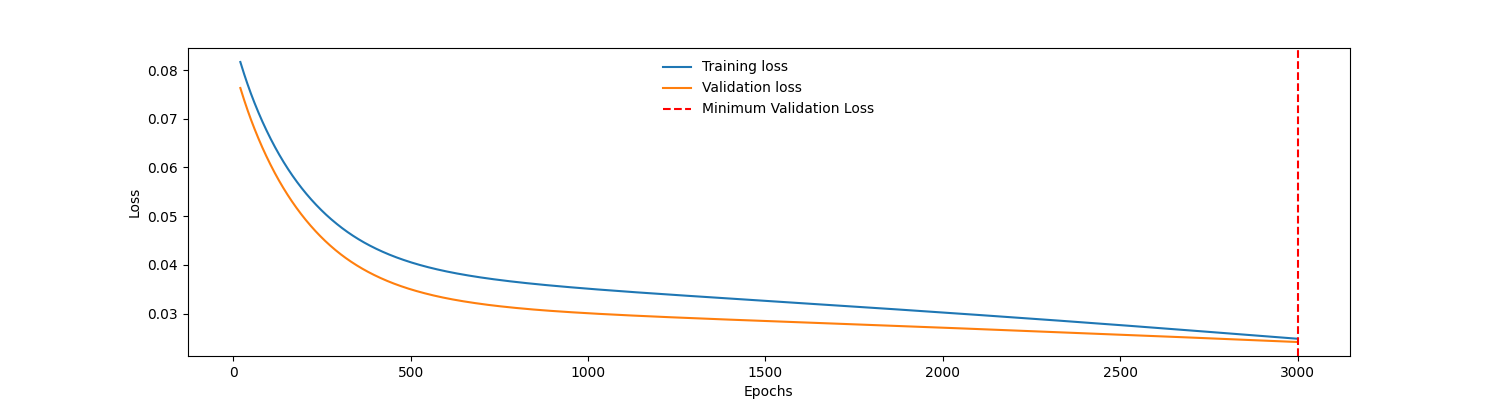 Training loss
Validation loss
Minimum Validation Loss
0.08
0.07
0.06
0.05
0.04
0.03
Loss
0 500 1000 1500 2000 2500 3000
Epochs